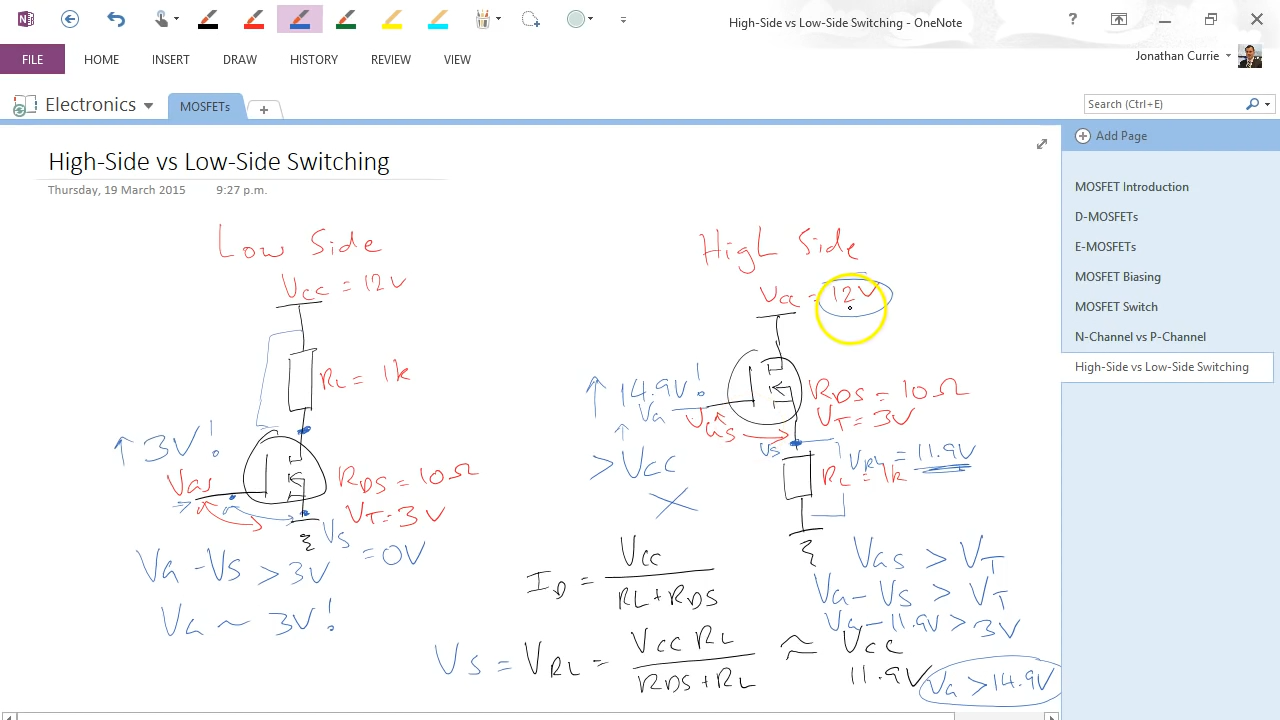 High-Side vs Low-Side Switching - OneNote
?
FILE HOME INSERT DRAW HISTORY REVIEW VIEW
Jonathan Currie
Electronics
MOSFETs
+
Search (Ctrl+E)
Add Page
MOSFET Introduction
D-MOSFETs
E-MOSFETs
MOSFET Biasing
MOSFET Switch
N-Channel vs P-Channel
High-Side vs Low-Side Switching
High-Side vs Low-Side Switching
Thursday, 19 March 2015 9:27 p.m.
Low Side
VCC = 12V
RL = 1k
↑ 3V!
VGS
RDS = 10Ω
VT = 3V
VS = 0V
VG - VS > 3V
VG ~ 3V!
High Side
VCC = 12V
↑ 14.9V!
VG
VGS
RDS = 10Ω
VT = 3V
VS
> VCC
VRL = 11.9V
RL = 1k
VGS > VT
VG - VS > VT
VG - 11.9V > 3V
VG > 14.9V
ID = VCC / RL + RDS
VS = VRL = VCC RL / RDS + RL ≈ VCC
11.9V